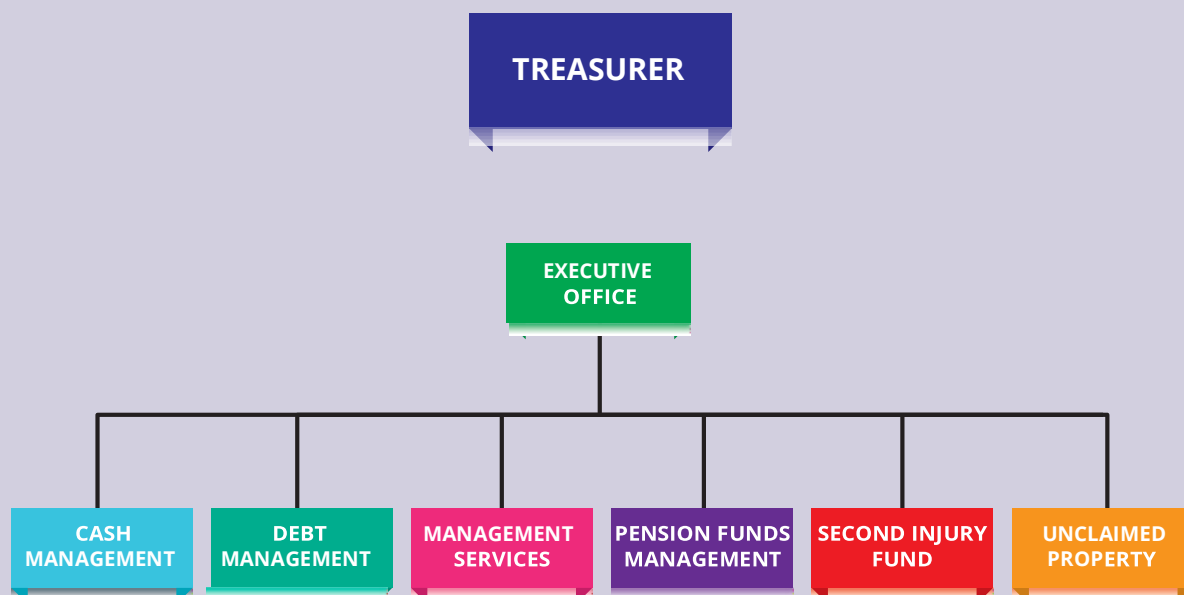 TREASURER
EXECUTIVE
OFFICE
CASH
MANAGEMENT
DEBT
MANAGEMENT
MANAGEMENT
SERVICES
PENSION FUNDS
MANAGEMENT
SECOND INJURY
FUND
UNCLAIMED
PROPERTY